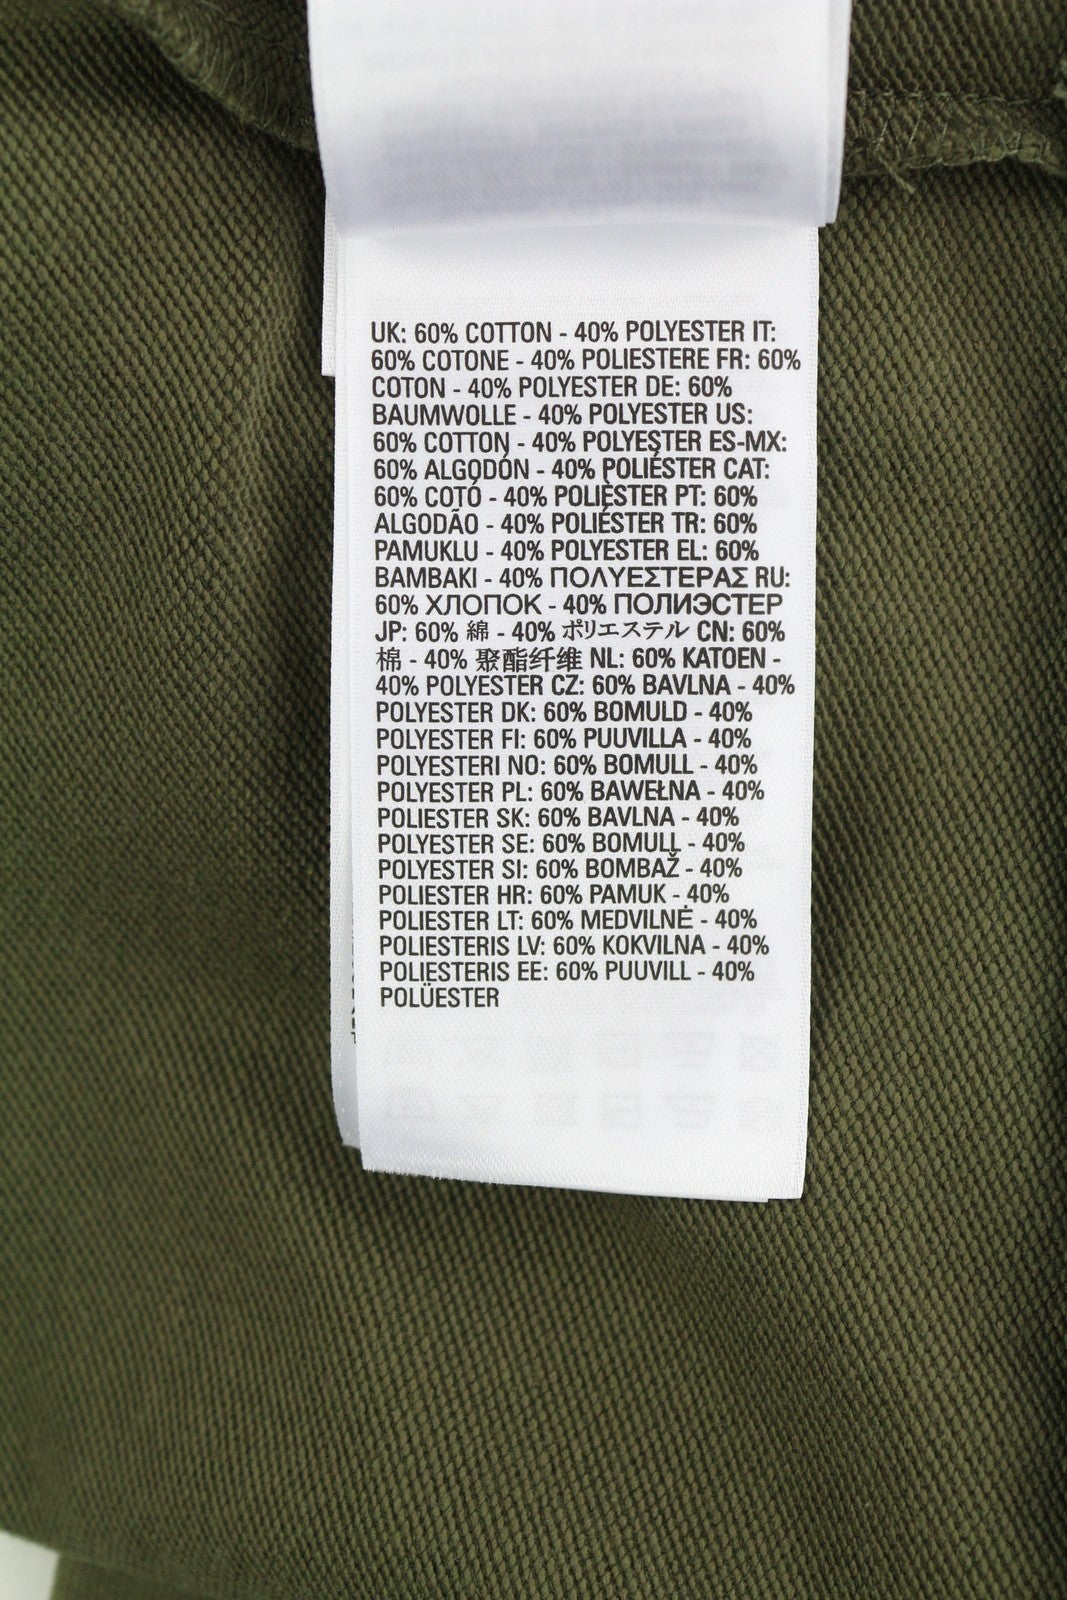 UK: 60% COTTON - 40% POLYESTER IT:
60% COTONE - 40% POLIESTERE FR: 60%
COTON - 40% POLYESTER DE: 60%
BAUMWOLLE - 40% POLYESTER US:
60% COTTON - 40% POLYESTER ES-MX:
60% ALGODÓN - 40% POLIÉSTER CAT:
60% COTÓ - 40% POLIÈSTER PT: 60%
ALGODÃO - 40% POLIÉSTER TR: 60%
PAMUKLU - 40% POLYESTER EL: 60%
BAMBAKI - 40% ΠΟΛΥΕΣΤΕΡΑΣ RU:
60% ХЛОПОК - 40% ПОЛИЭСТЕР
JP: 60% 綿 - 40% ポリエステル CN: 60%
棉 - 40% 聚酯纤维 NL: 60% KATOEN -
40% POLYESTER CZ: 60% BAVLNA - 40%
POLYESTER DK: 60% BOMULD - 40%
POLYESTER FI: 60% PUUVILLA - 40%
POLYESTERI NO: 60% BOMULL - 40%
POLYESTER PL: 60% BAWEŁNA - 40%
POLIESTER SK: 60% BAVLNA - 40%
POLYESTER SE: 60% BOMULL - 40%
POLYESTER SI: 60% BOMBAŽ - 40%
POLIESTER HR: 60% PAMUK - 40%
POLIESTER LT: 60% MEDVILNĖ - 40%
POLIESTERIS LV: 60% KOKVILNA - 40%
POLIESTERIS EE: 60% PUUVILL - 40%
POLÜESTER